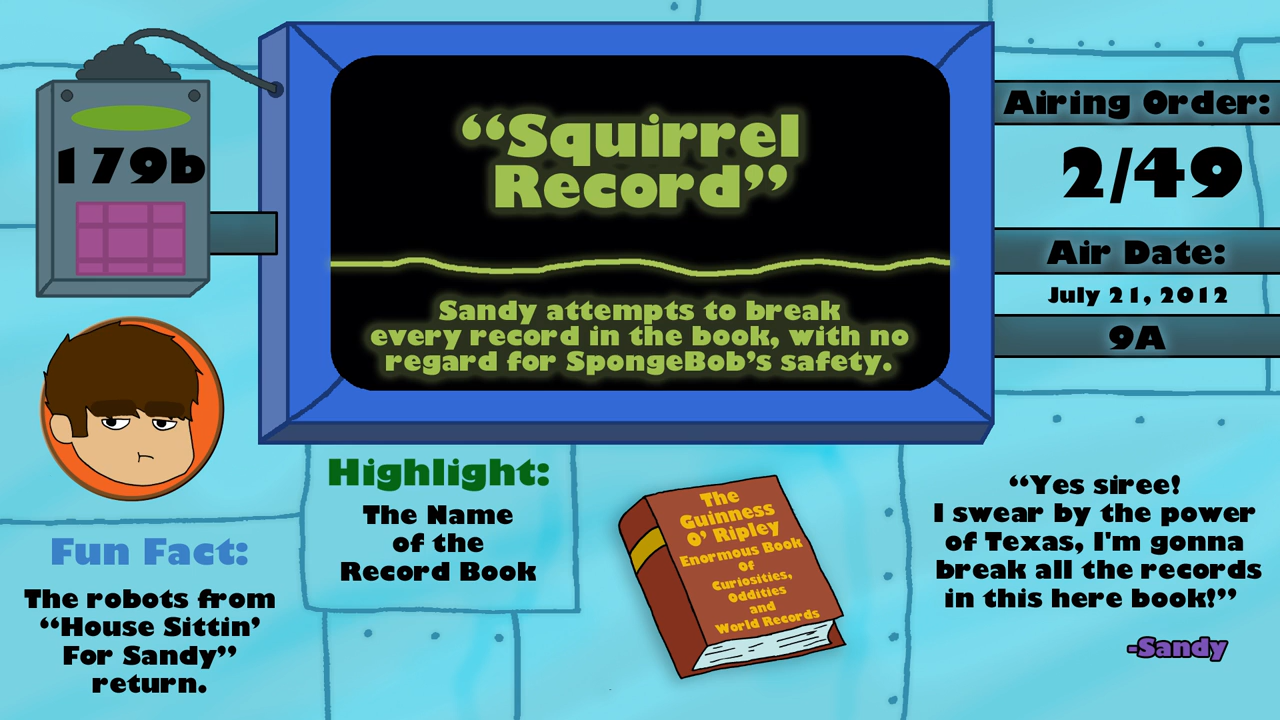 179b
“Squirrel
Record”
Sandy attempts to break
every record in the book, with no
regard for SpongeBob’s safety.
Airing Order:
2/49
Air Date:
July 21, 2012
9A
Fun Fact:
The robots from
“House Sittin’
For Sandy”
return.
Highlight:
The Name
of the
Record Book
The
Guinness
O’ Ripley
Enormous Book
Of
Curiosities,
Oddities
and
World Records
“Yes siree!
I swear by the power
of Texas, I'm gonna
break all the records
in this here book!”
-Sandy